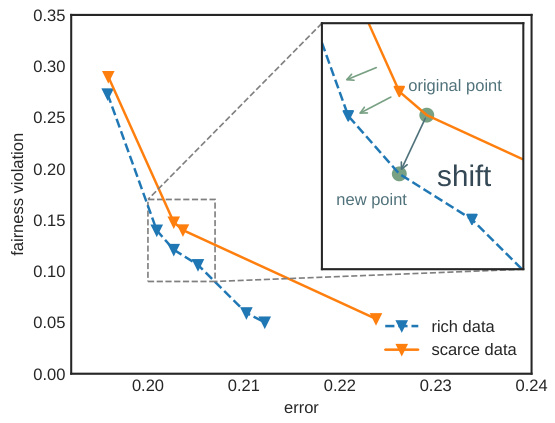 0.35
0.30
0.25
0.20
0.15
0.10
0.05
0.00
fairness violation
original point
shift
new point
rich data
scarce data
0.20 0.21 0.22 0.23 0.24
error